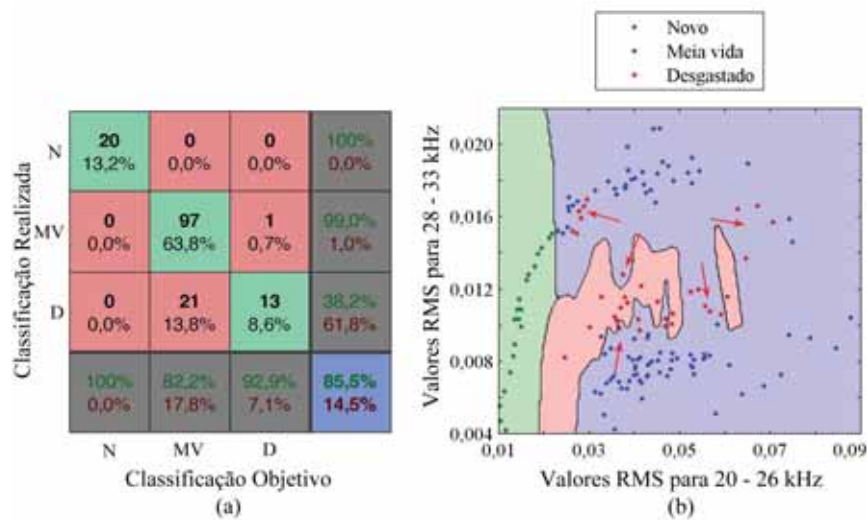 Novo
Meia vida
Desgastado
Classificação Realizada
N
20
13,2%
0
0,0%
0
0,0%
100%
0,0%
MV
0
0,0%
97
63,8%
1
0,7%
99,0%
1,0%
D
0
0,0%
21
13,8%
13
8,6%
38,2%
61,8%
100%
0,0%
82,2%
17,8%
92,9%
7,1%
85,5%
14,5%
N MV D
Classificação Objetivo
(a)
Valores RMS para 28 - 33 kHz
0,020
0,016
0,012
0,008
0,004
0,01 0,03 0,05 0,07 0,09
Valores RMS para 20 - 26 kHz
(b)